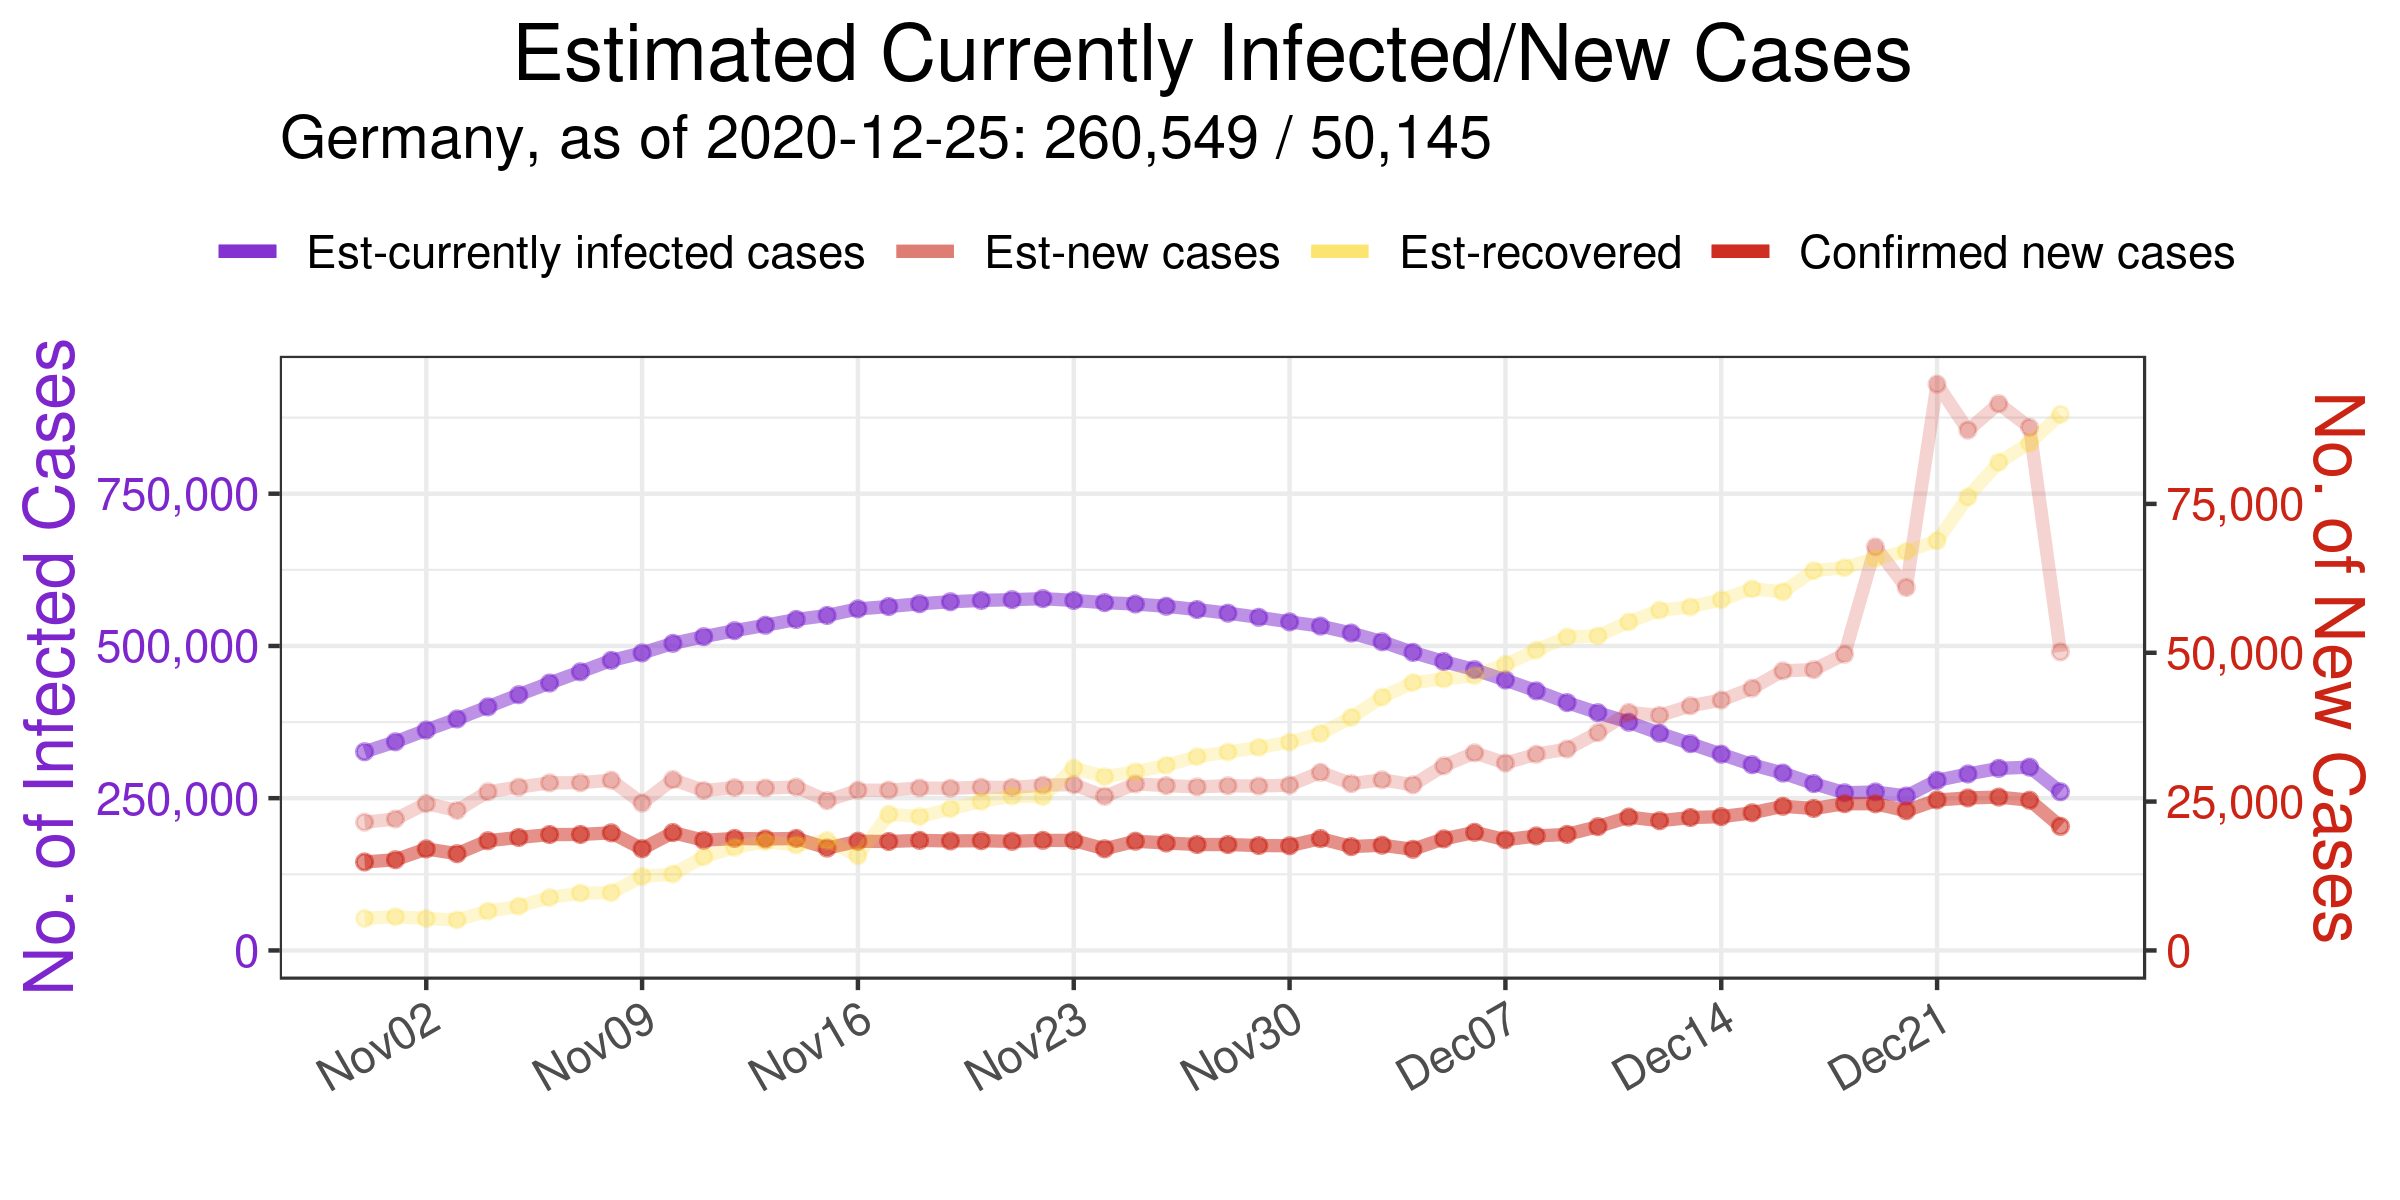 Estimated Currently Infected/New Cases
Germany, as of 2020-12-25: 260,549 / 50,145
Est-currently infected cases Est-new cases Est-recovered Confirmed new cases
No. of Infected Cases
750,000
500,000
250,000
0
75,000
50,000
25,000
0
No. of New Cases
Nov02 Nov09 Nov16 Nov23 Nov30 Dec07 Dec14 Dec21